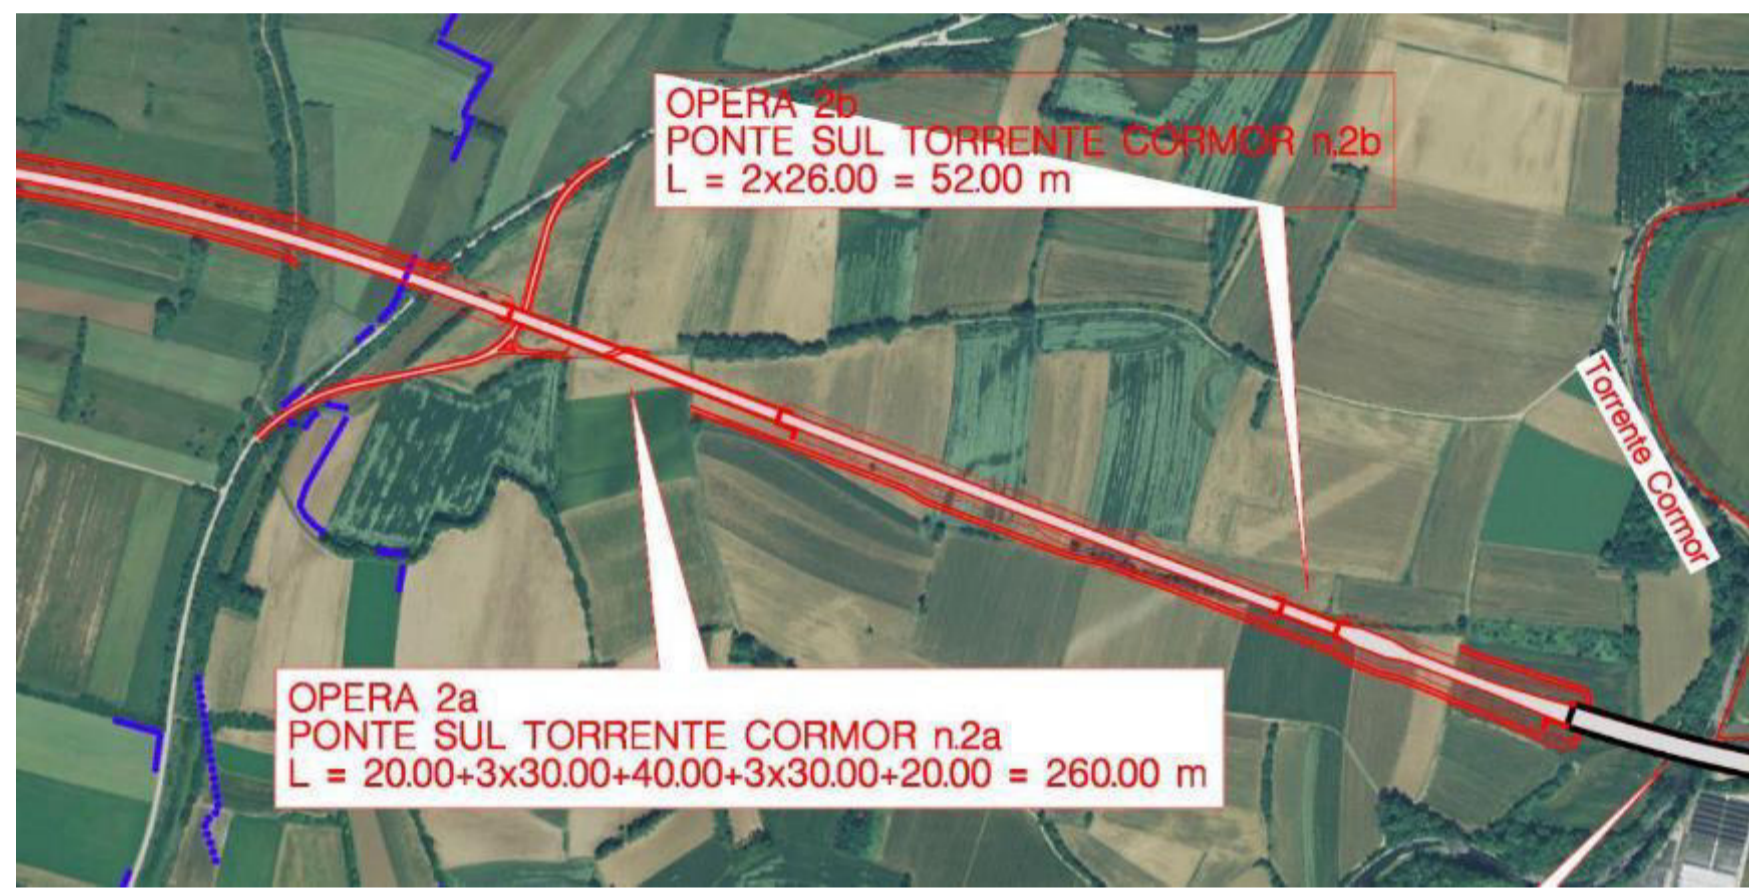 OPERA 2b
PONTE SUL TORRENTE CORMOR n.2b
L = 2x26.00 = 52.00 m
Torrente Cormor
OPERA 2a
PONTE SUL TORRENTE CORMOR n.2a
L = 20.00+3x30.00+40.00+3x30.00+20.00 = 260.00 m